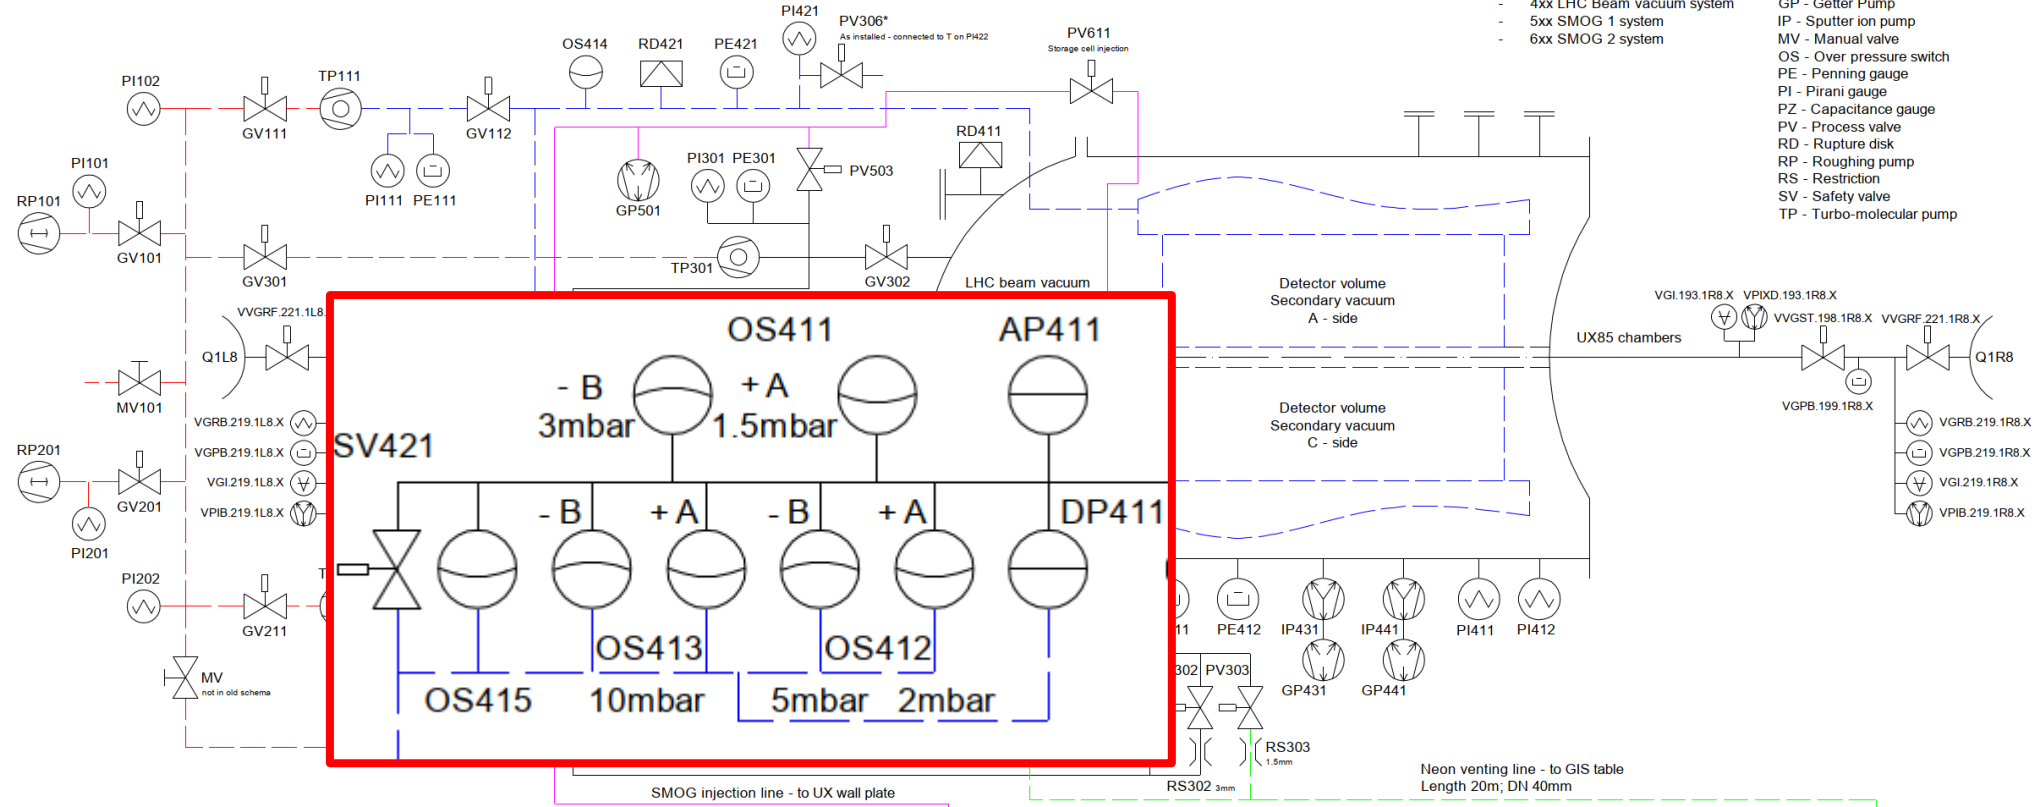 - 4xx LHC Beam vacuum system
- 5xx SMOG 1 system
- 6xx SMOG 2 system
GP - Getter Pump
IP - Sputter ion pump
MV - Manual valve
OS - Over pressure switch
PE - Penning gauge
PI - Pirani gauge
PZ - Capacitance gauge
PV - Process valve
RD - Rupture disk
RP - Roughing pump
RS - Restriction
SV - Safety valve
TP - Turbo-molecular pump
PI421
PV306*
As installed - connected to T on PI422
PV611
Storage cell injection
OS414
RD421
PE421
PI102
TP111
GV111
GV112
RD411
PI101
PI111
PE111
PI301
PE301
PV503
GP501
RP101
GV101
GV301
TP301
GV302
LHC beam vacuum
Detector volume
Secondary vacuum
A - side
VGI.193.1R8.X
VPIXD.193.1R8.X
VVGST.198.1R8.X
VVGRF.221.1R8.X
UX85 chambers
Q1R8
VGPB.199.1R8.X
VVGRF.221.1L8.
Q1L8
MV101
VGRB.219.1L8.X
VGPB.219.1L8.X
VGI.219.1L8.X
VPIB.219.1L8.X
VGRB.219.1R8.X
VGPB.219.1R8.X
VGI.219.1R8.X
VPIB.219.1R8.X
Detector volume
Secondary vacuum
C - side
OS411
AP411
- B
3mbar
+ A
1.5mbar
SV421
- B
+ A
- B
+ A
DP411
OS413
OS412
OS415
10mbar
5mbar
2mbar
RP201
GV201
PI201
PI202
T
GV211
MV
not in old schema
11
PE412
IP431
IP441
PI411
PI412
GP431
GP441
302
PV303
RS303
1.5mm
RS302 3mm
SMOG injection line - to UX wall plate
Neon venting line - to GIS table
Length 20m; DN 40mm